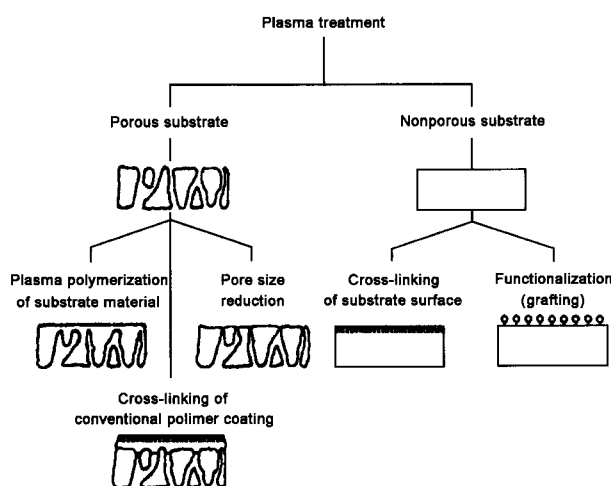 Plasma treatment
Porous substrate
Nonporous substrate
Plasma polymerization
of substrate material
Pore size
reduction
Cross-linking
of substrate surface
Functionalization
(grafting)
Cross-linking of
conventional polimer coating